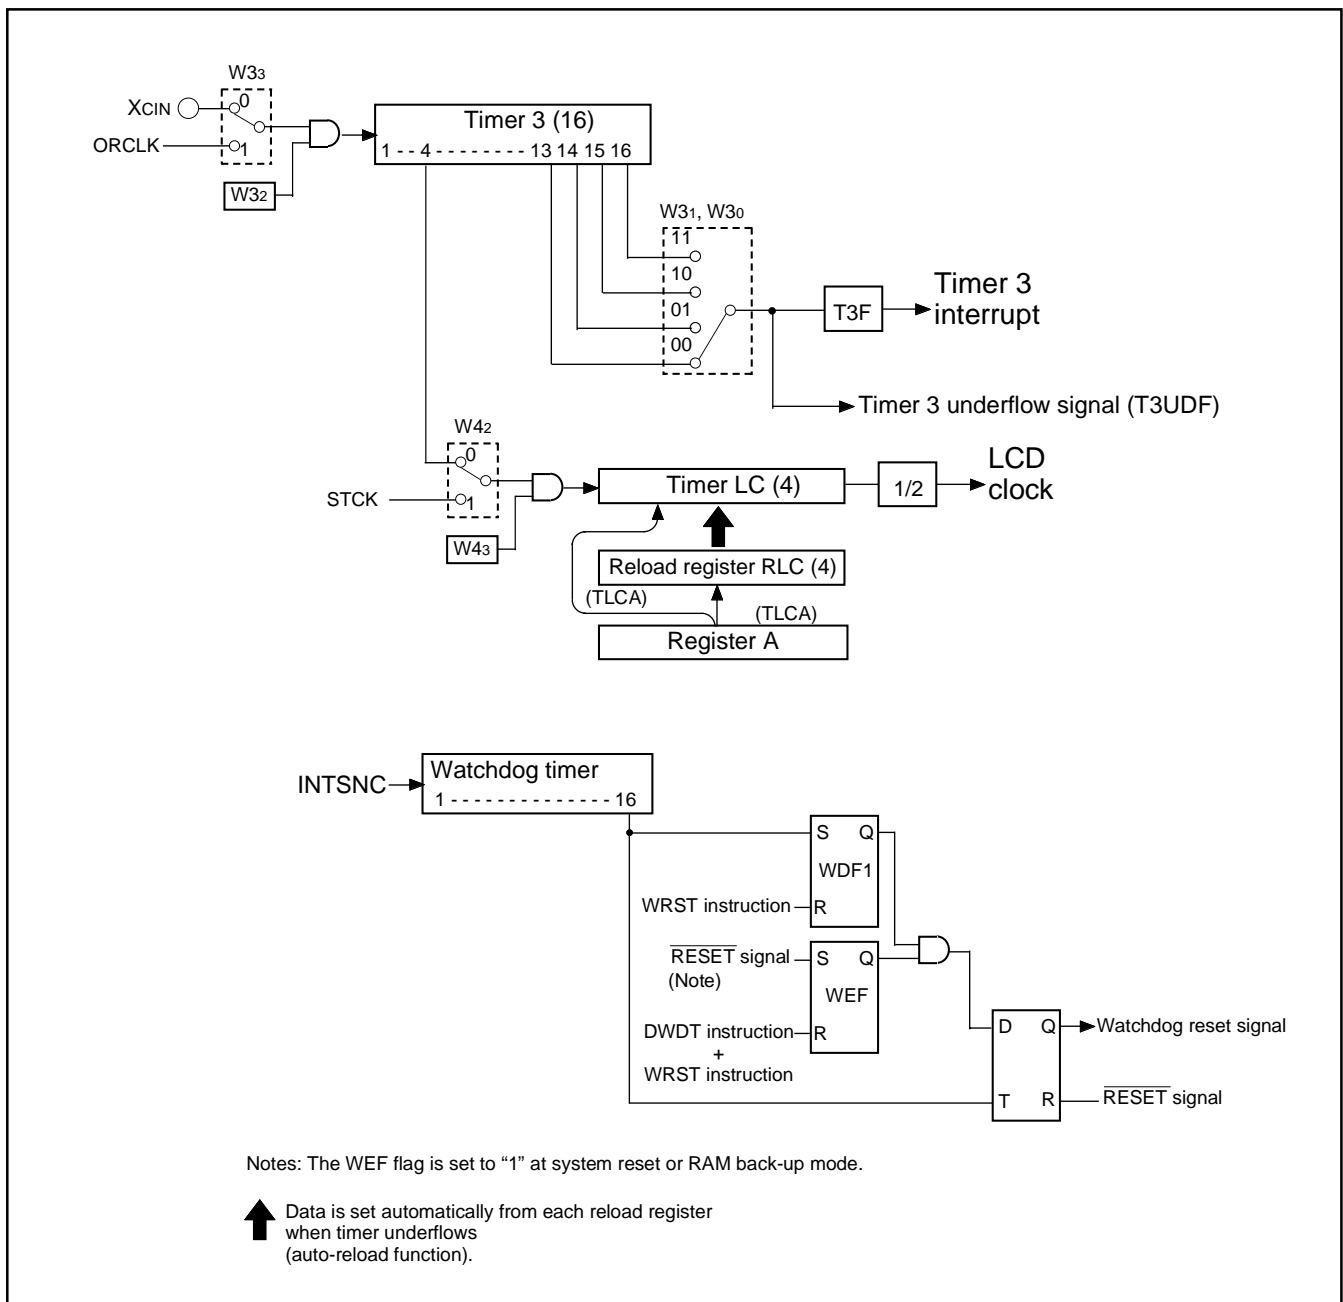 W33
XCIN
0
ORCLK
1
W32
Timer 3 (16)
1 - - 4 - - - - - - - - 13 14 15 16
W31, W30
11
10
01
00
T3F
Timer 3
interrupt
Timer 3 underflow signal (T3UDF)
W42
0
STCK
1
W43
Timer LC (4)
1/2
LCD
clock
Reload register RLC (4)
(TLCA)
(TLCA)
Register A
INTSNC
Watchdog timer
1 - - - - - - - - - - - - - - 16
S Q
WDF1
WRST instruction
R
RESET signal
(Note)
S Q
WEF
DWDT instruction
+
WRST instruction
R
D Q
Watchdog reset signal
T R
RESET signal
Notes: The WEF flag is set to “1” at system reset or RAM back-up mode.
Data is set automatically from each reload register
when timer underflows
(auto-reload function).